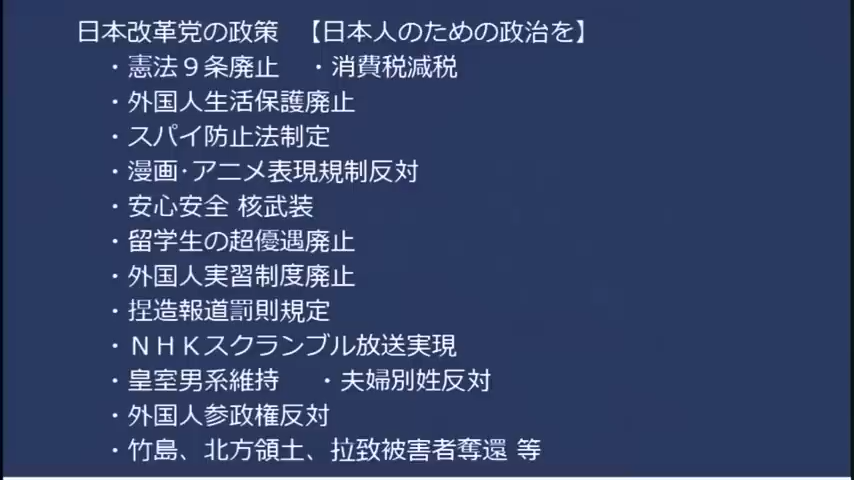 日本改革党の政策　【日本人のための政治を】
・憲法９条廃止　・消費税減税
・外国人生活保護廃止
・スパイ防止法制定
・漫画･アニメ表現規制反対
・安心安全 核武装
・留学生の超優遇廃止
・外国人実習制度廃止
・捏造報道罰則規定
・ＮＨＫスクランブル放送実現
・皇室男系維持　・夫婦別姓反対
・外国人参政権反対
・竹島、北方領土、拉致被害者奪還 等